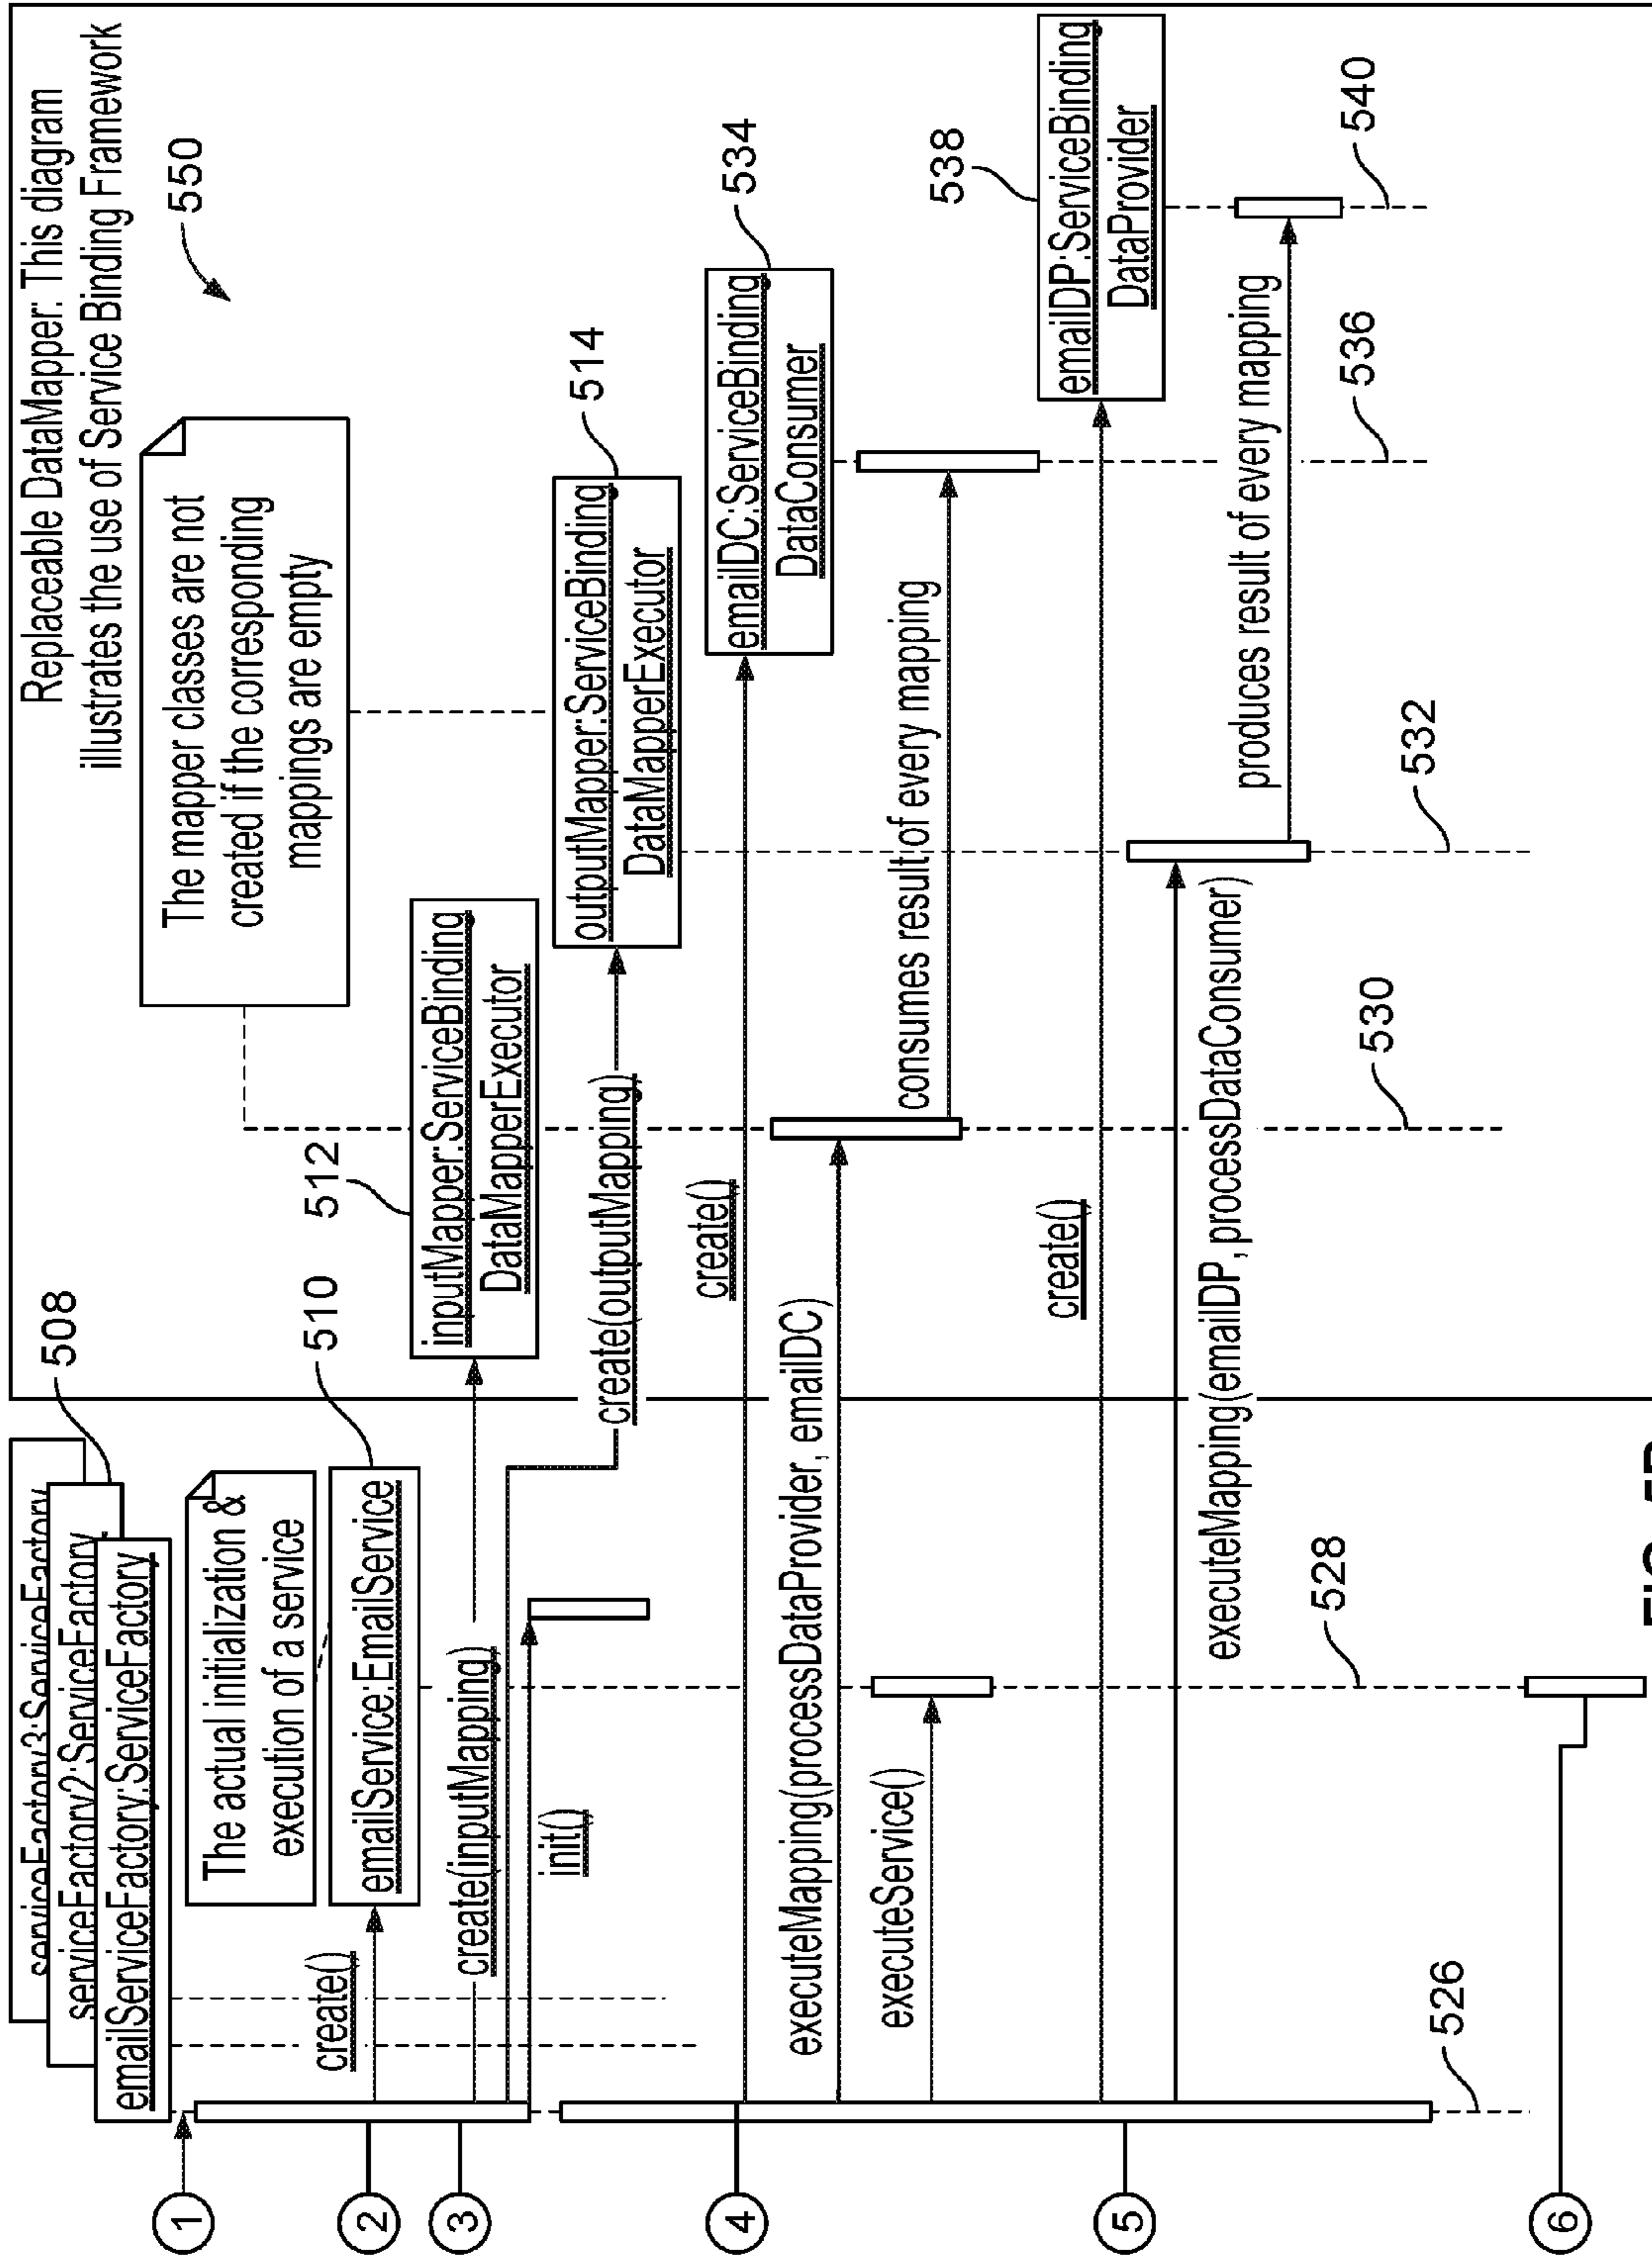 Replaceable DataMapper: This diagram
illustrates the use of Service Binding Framework
550
The mapper classes are not
created if the corresponding
mappings are empty
serviceFactory3:ServiceFactory
serviceFactory2:ServiceFactory
emailServiceFactory:ServiceFactory
508
The actual initialization &
execution of a service
510
emailService:EmailService
512
inputMapper:ServiceBinding
DataMapperExecutor
514
outputMapper:ServiceBinding
DataMapperExecutor
534
emailDC:ServiceBinding
DataConsumer
538
emailDP:ServiceBinding
DataProvider
1
2
create()
3
create(inputMapping)
create(outputMapping)
init()
4
create()
executeMapping(processDataProvider, emailDC)
consumes result of every mapping
executeService()
5
create()
executeMapping(emailDP, processDataConsumer)
produces result of every mapping
6
526
528
530
532
536
540